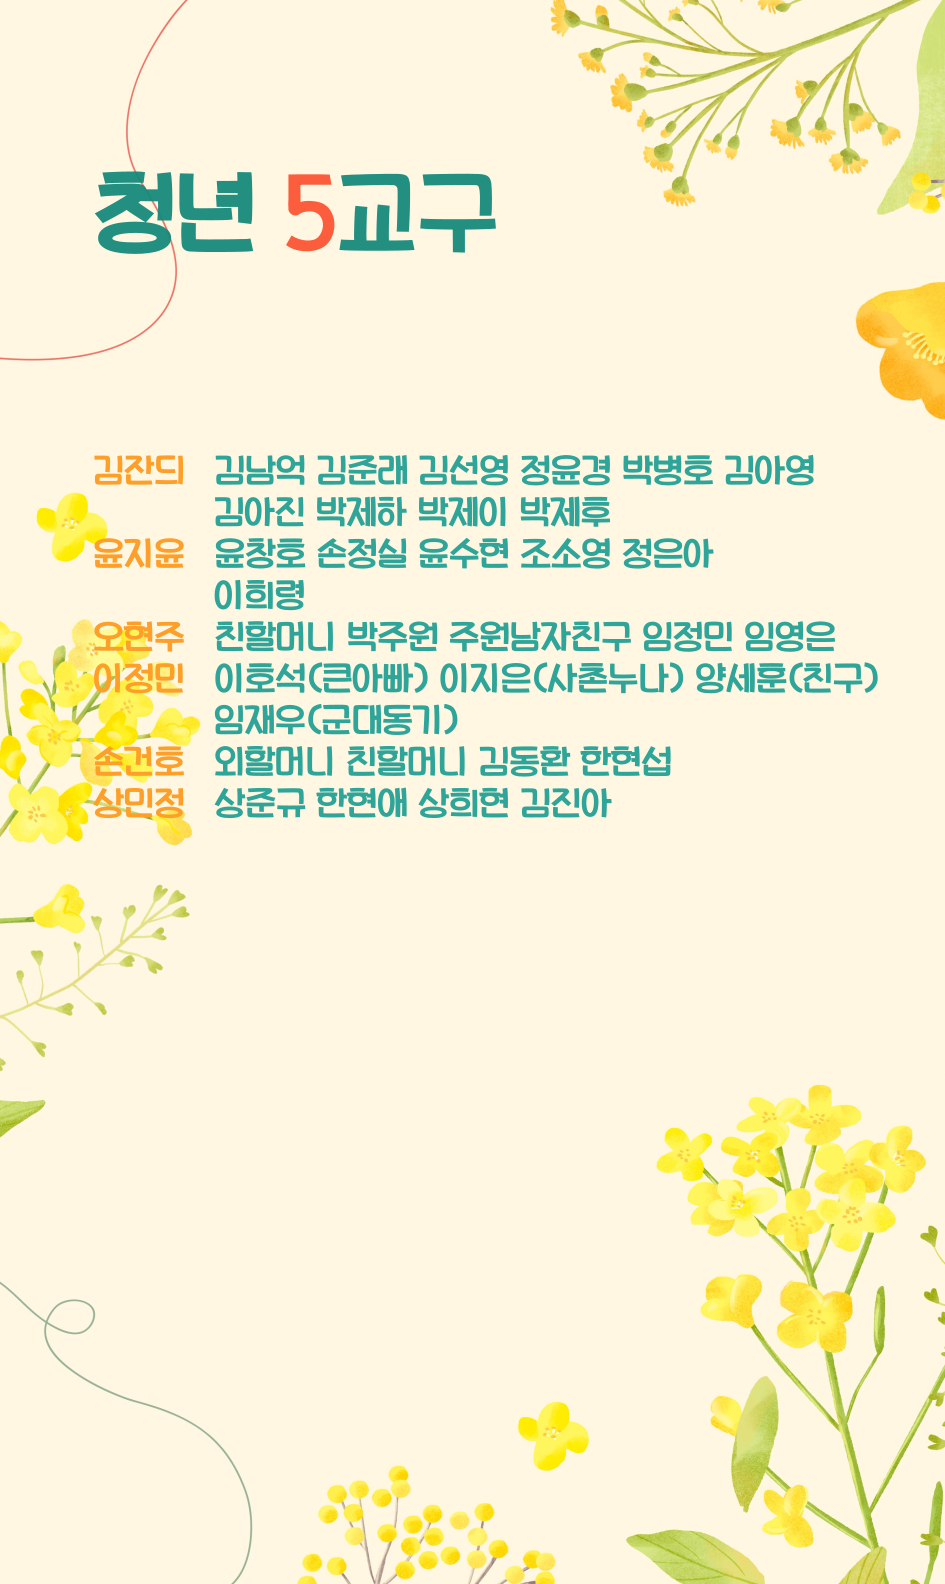 청년 5교구
김잔듸 김남억 김준래 김선영 정윤경 박병호 김아영
김아진 박제하 박제이 박제후
윤지윤 윤창호 손정실 윤수현 조소영 정은아
이희령
오현주 친할머니 박주원 주원남자친구 임정민 임영은
이정민 이호석(큰아빠) 이지은(사촌누나) 양세훈(친구)
임재우(군대동기)
손건호 외할머니 친할머니 김동환 한현섭
상민정 상준규 한현애 상희현 김진아